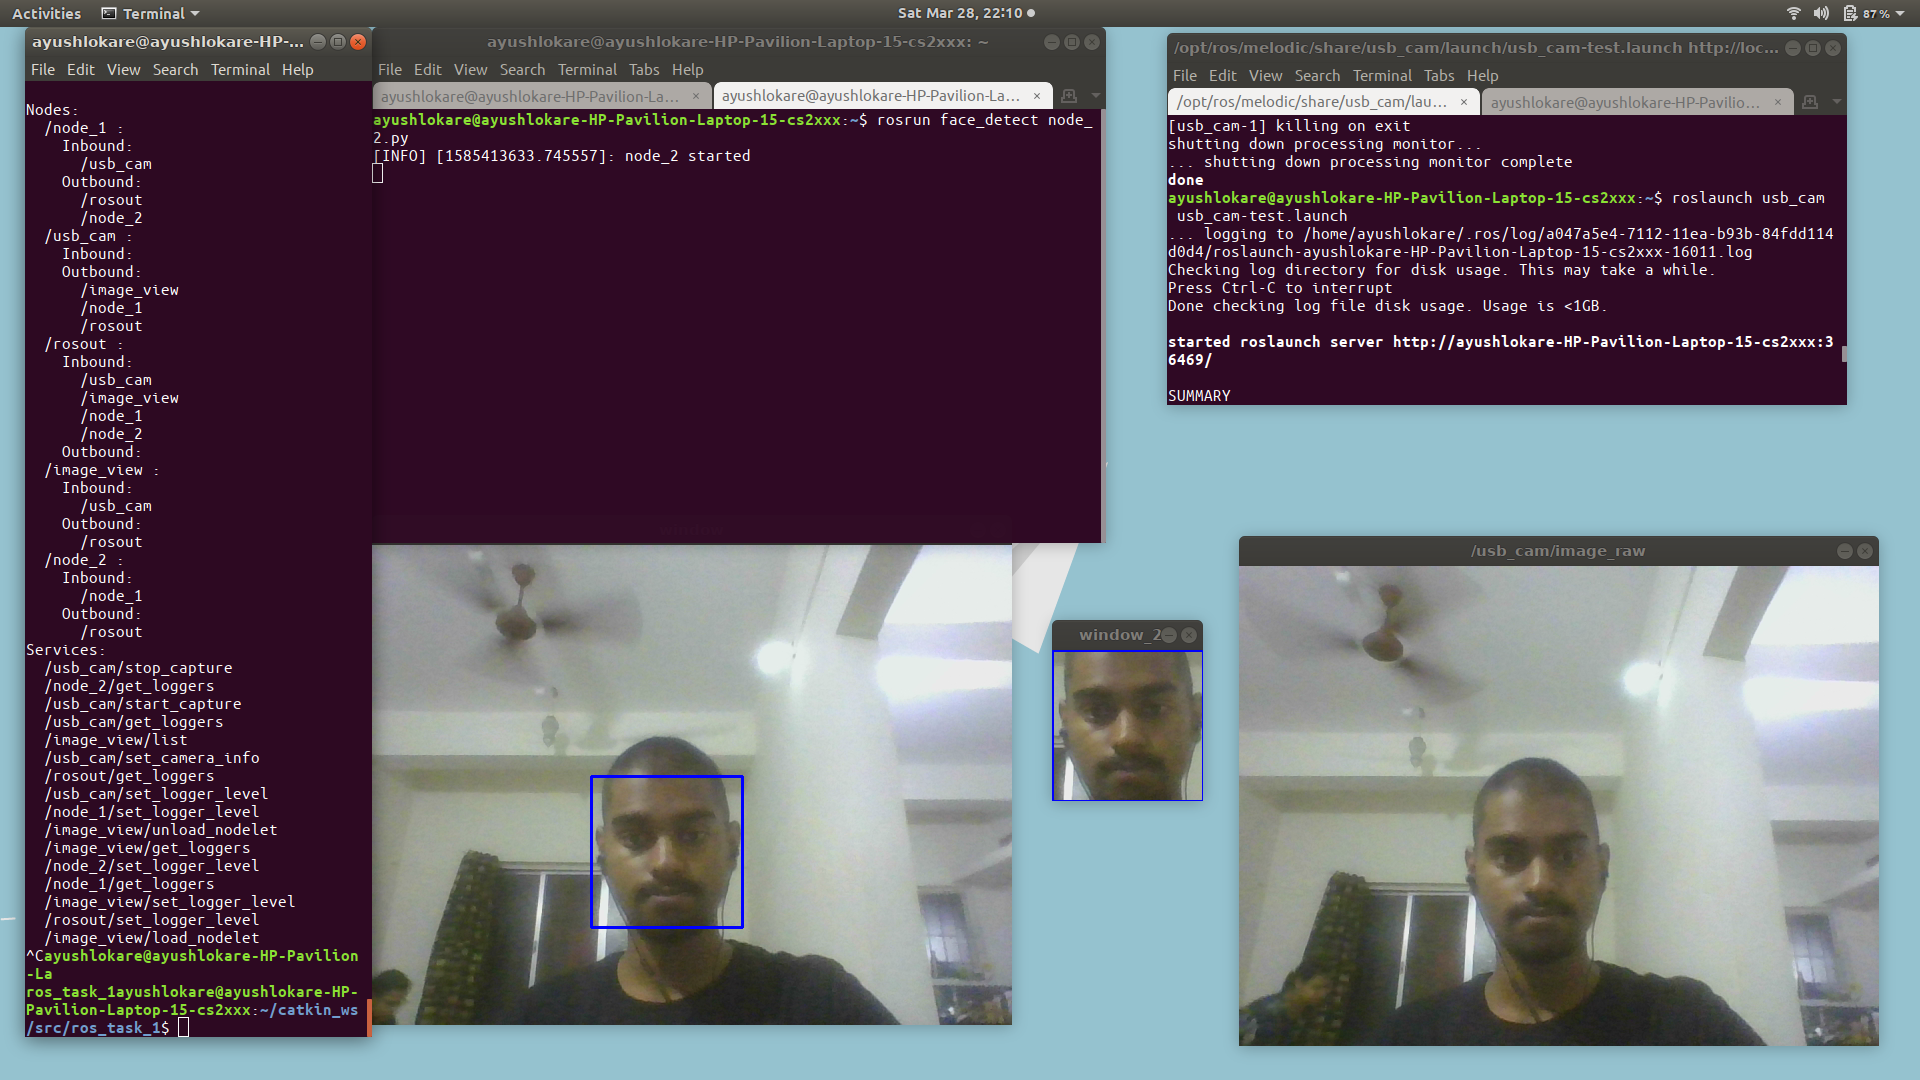 Activities
Terminal
Sat Mar 28, 22:10
87 %
ayushlokare@ayushlokare-HP-...
File Edit View Search Terminal Help
Nodes:
/node_1 :
Inbound:
/usb_cam
Outbound:
/rosout
/node_2
/usb_cam :
Inbound:
Outbound:
/image_view
/node_1
/rosout
/rosout :
Inbound:
/usb_cam
/image_view
/node_1
/node_2
Outbound:
/image_view :
Inbound:
/usb_cam
Outbound:
/rosout
/node_2 :
Inbound:
/node_1
Outbound:
/rosout
Services:
/usb_cam/stop_capture
/node_2/get_loggers
/usb_cam/start_capture
/usb_cam/get_loggers
/image_view/list
/usb_cam/set_camera_info
/rosout/get_loggers
/usb_cam/set_logger_level
/node_1/set_logger_level
/image_view/unload_nodelet
/image_view/get_loggers
/node_2/set_logger_level
/node_1/get_loggers
/image_view/set_logger_level
/rosout/set_logger_level
/image_view/load_nodelet
^Cayushlokare@ayushlokare-HP-Pavilion
-La
ros_task_1ayushlokare@ayushlokare-HP-
Pavilion-Laptop-15-cs2xxx:~/catkin_ws
/src/ros_task_1$
ayushlokare@ayushlokare-HP-Pavilion-Laptop-15-cs2xxx: ~
File Edit View Search Terminal Tabs Help
ayushlokare@ayushlokare-HP-Pavilion-La...
ayushlokare@ayushlokare-HP-Pavilion-La...
ayushlokare@ayushlokare-HP-Pavilion-Laptop-15-cs2xxx:~$ rosrun face_detect node_
2.py
[INFO] [1585413633.745557]: node_2 started
/opt/ros/melodic/share/usb_cam/launch/usb_cam-test.launch http://loc...
File Edit View Search Terminal Tabs Help
/opt/ros/melodic/share/usb_cam/lau...
ayushlokare@ayushlokare-HP-Pavilio...
[usb_cam-1] killing on exit
shutting down processing monitor...
... shutting down processing monitor complete
done
ayushlokare@ayushlokare-HP-Pavilion-Laptop-15-cs2xxx:~$ roslaunch usb_cam
usb_cam-test.launch
... logging to /home/ayushlokare/.ros/log/a047a5e4-7112-11ea-b93b-84fdd114
d0d4/roslaunch-ayushlokare-HP-Pavilion-Laptop-15-cs2xxx-16011.log
Checking log directory for disk usage. This may take a while.
Press Ctrl-C to interrupt
Done checking log file disk usage. Usage is <1GB.
started roslaunch server http://ayushlokare-HP-Pavilion-Laptop-15-cs2xxx:3
6469/
SUMMARY
window_2
/usb_cam/image_raw